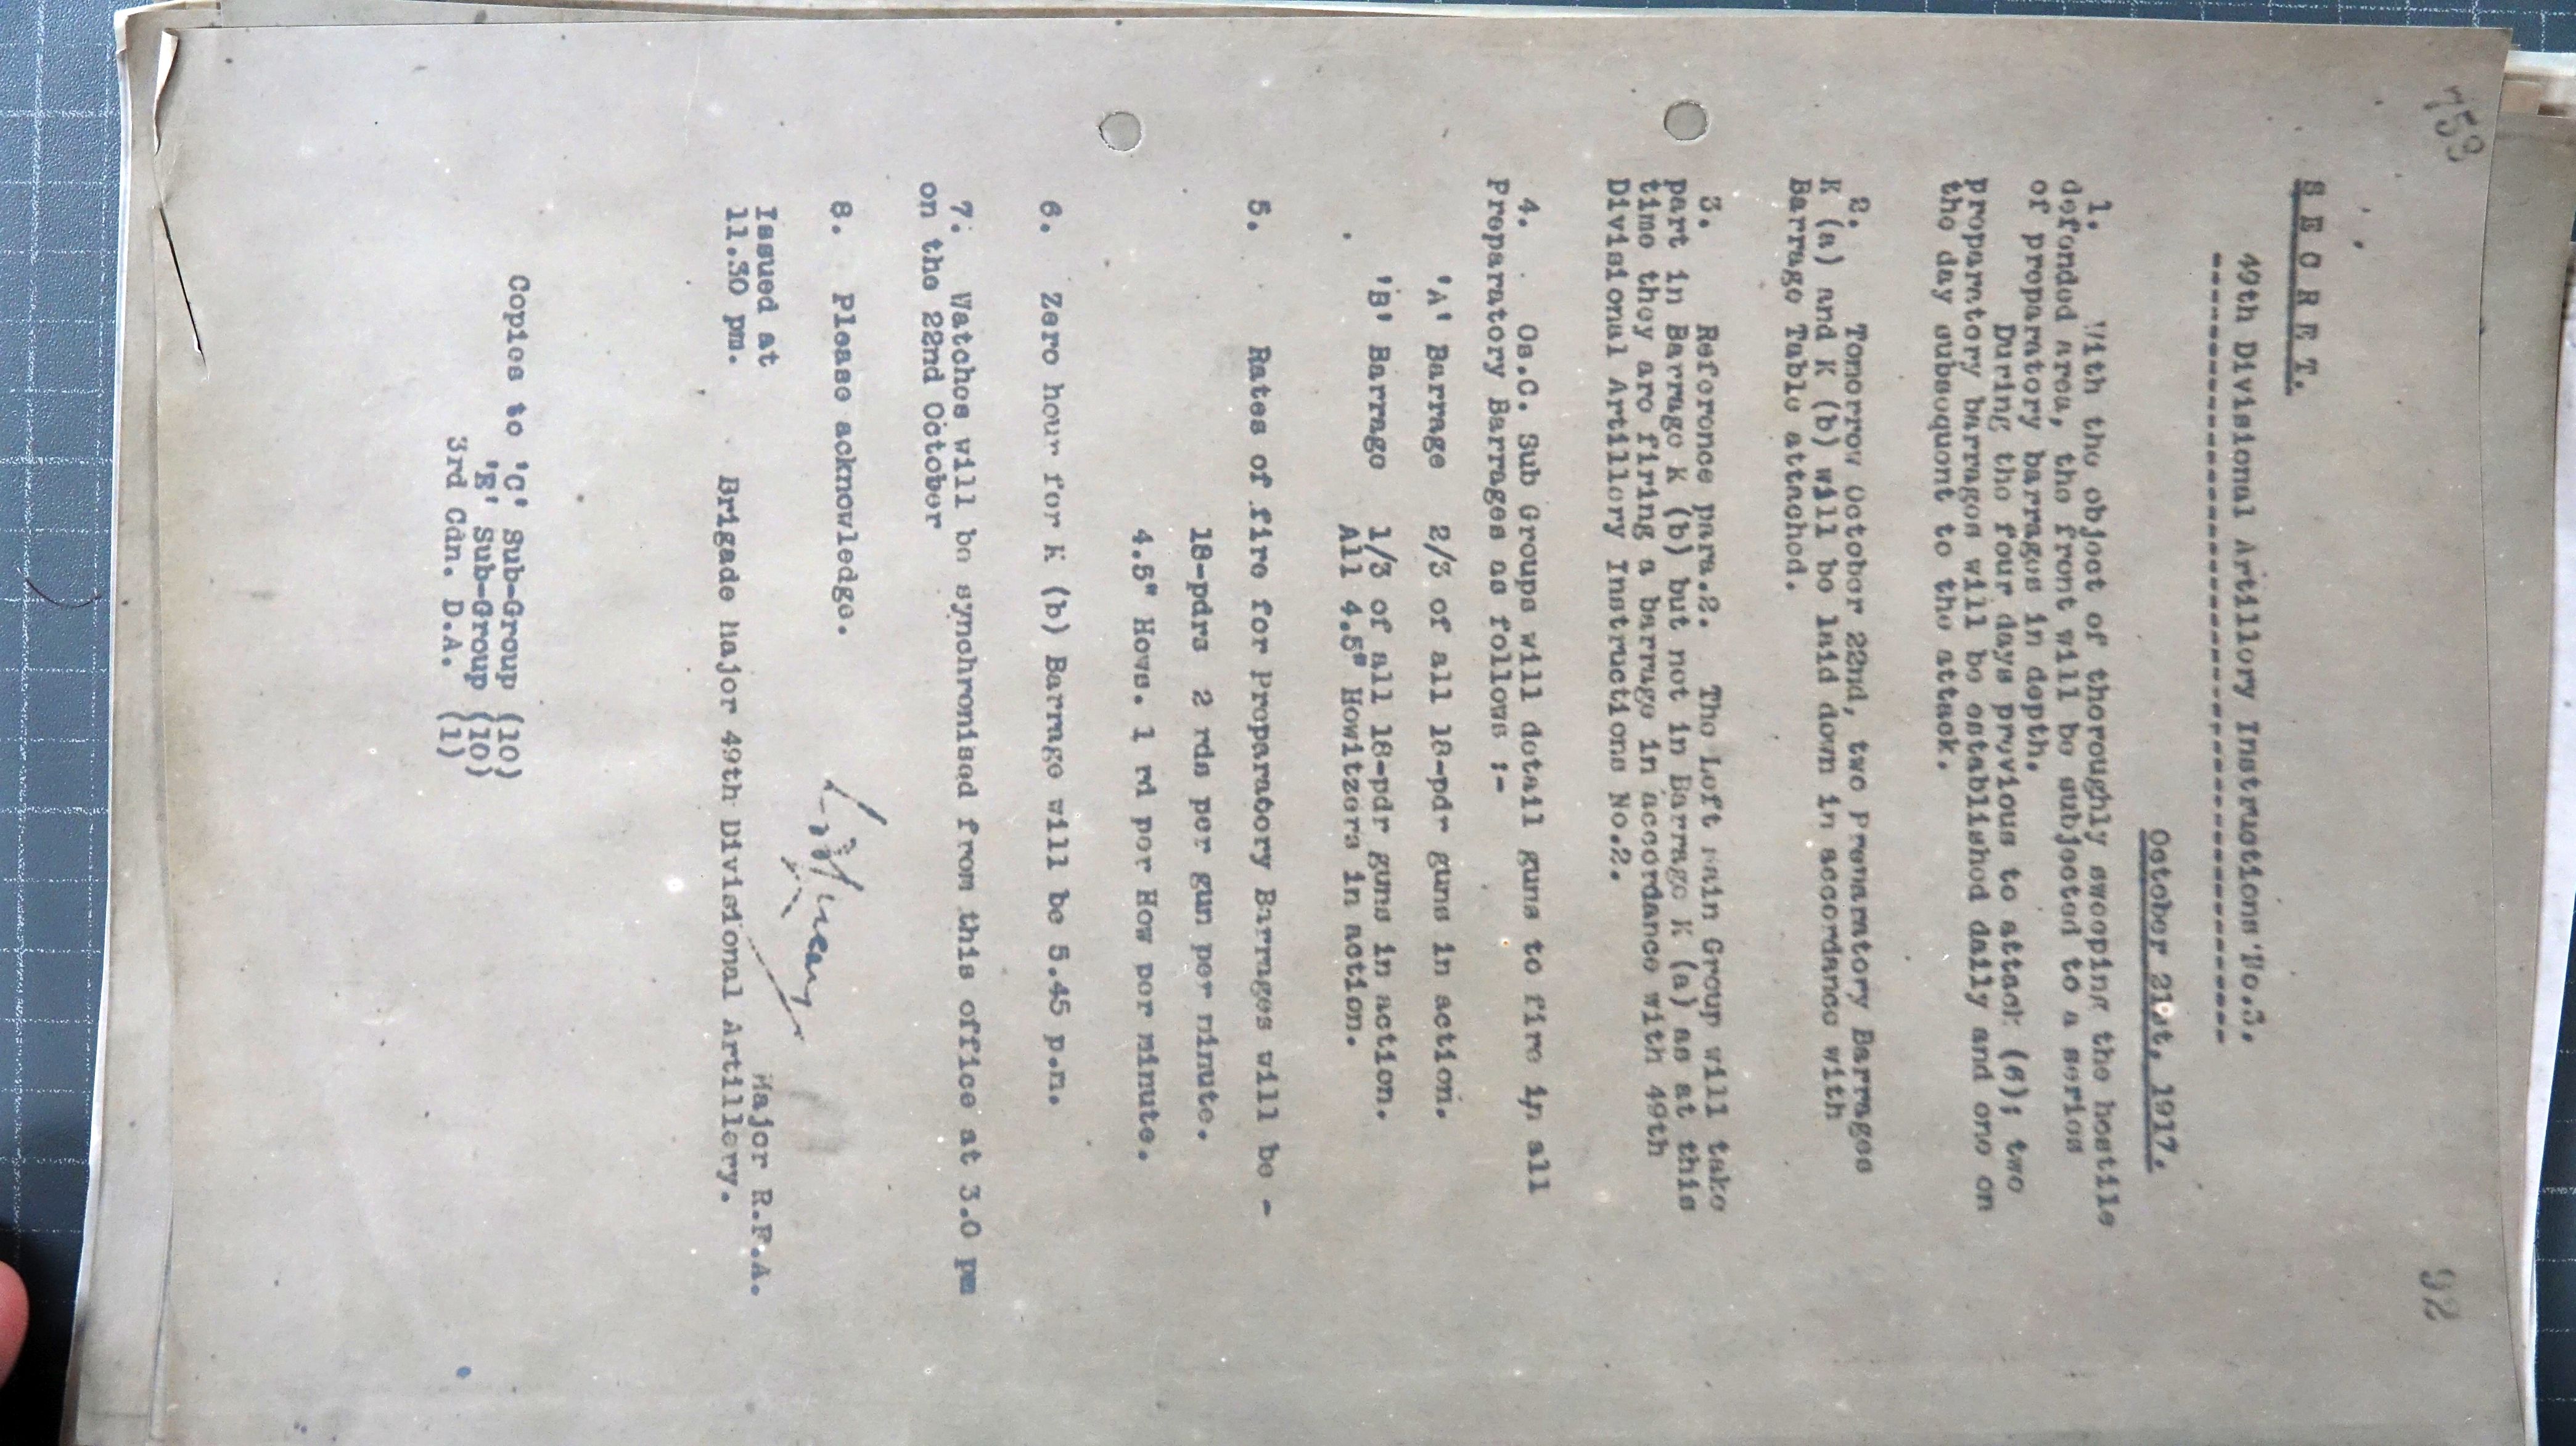 753
92
S E C R E T.
49th Divisional Artillery Instructions No.3.
October 21st, 1917.
1. With the object of thoroughly swooping the hostile
defended area, the front will be subjected to a series
of preparatory barrages in depth.
During the four days previous to attack (6); two
preparatory barrages will be established daily and one on
the day subsequent to the attack.
2. Tomorrow October 22nd, two Preparatory Barrages
K (a) and K (b) will be laid down in accordance with
Barrage Table attached.
3. Reference para.2. The Left main Group will take
part in Barrage K (b) but not in Barrage K (a) as at this
time they are firing a barrage in accordance with 49th
Divisional Artillery Instructions No.2.
4. Os.C. Sub Groups will detail guns to fire in all
Preparatory Barrages as follows :-
'A' Barrage 2/3 of all 18-pdr guns in action.
'B' Barrage 1/3 of all 18-pdr guns in action.
All 4.5" Howitzers in action.
5. Rates of fire for Preparatory Barrages will be -
18-pdrs 2 rds per gun per minute.
4.5" Hows. 1 rd per How per minute.
6. Zero hour for K (b) Barrage will be 5.45 p.m.
7. Watches will be synchronised from this office at 3.0 pm
on the 22nd October
8. Please acknowledge.
Issued at
11.30 pm.
Major R.F.A.
Brigade Major 49th Divisional Artillery.
Copies to 'C' Sub-Group (10)
'E' Sub-Group (10)
3rd Cdn. D.A. (1)